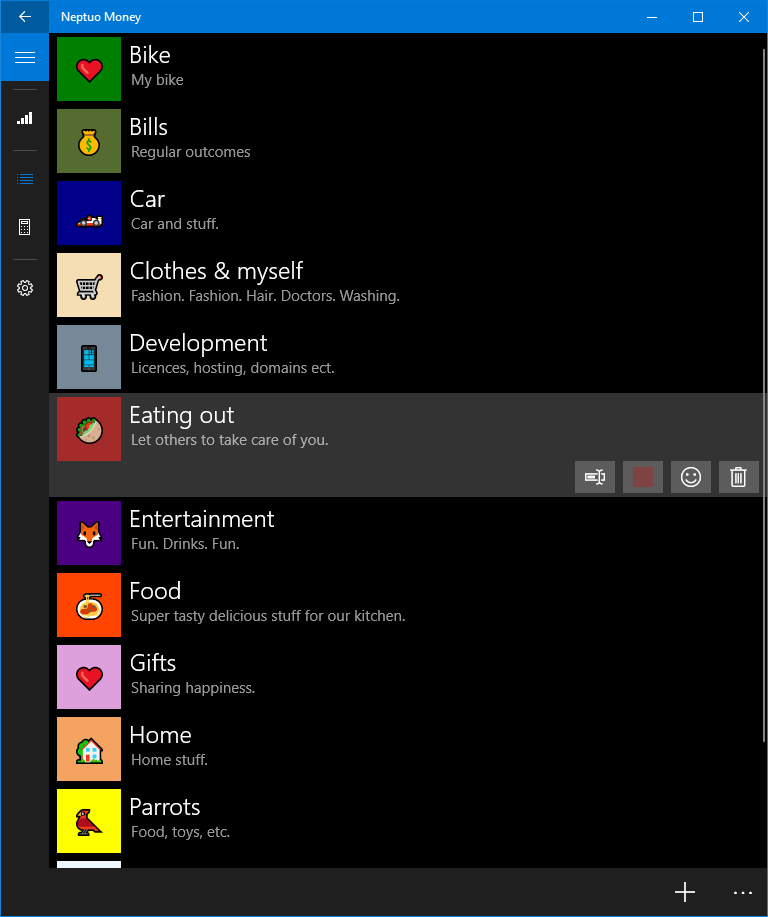 Neptuo Money
Bike
My bike
Bills
Regular outcomes
Car
Car and stuff.
Clothes & myself
Fashion. Fashion. Hair. Doctors. Washing.
Development
Licences, hosting, domains ect.
Eating out
Let others to take care of you.
Entertainment
Fun. Drinks. Fun.
Food
Super tasty delicious stuff for our kitchen.
Gifts
Sharing happiness.
Home
Home stuff.
Parrots
Food, toys, etc.